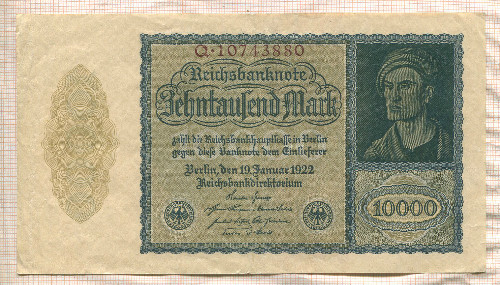 Q·10743880
Reichsbanknote
Zehntausend Mark
zahlt die Reichsbankhauptkasse in Berlin
gegen diese Banknote dem Einlieferer
Berlin, den 19. Januar 1922
Reichsbankdirektorium
10000